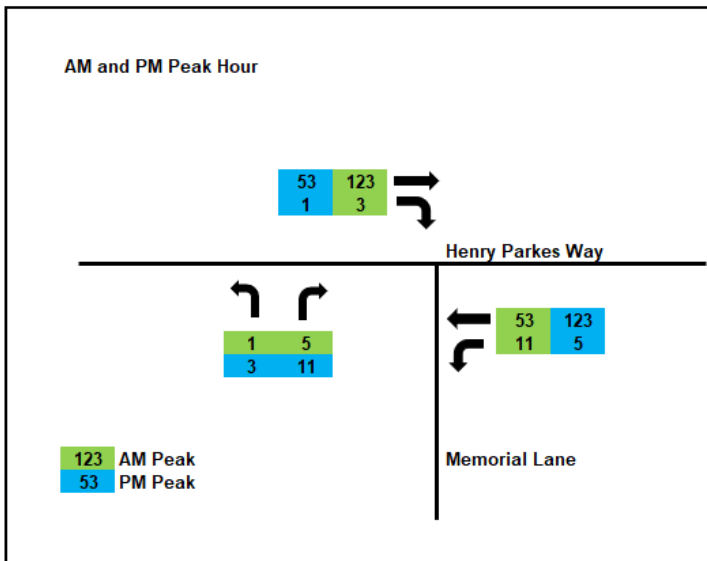 AM and PM Peak Hour
53 123
1 3
Henry Parkes Way
53 123
11 5
1 5
3 11
123 AM Peak
53 PM Peak
Memorial Lane